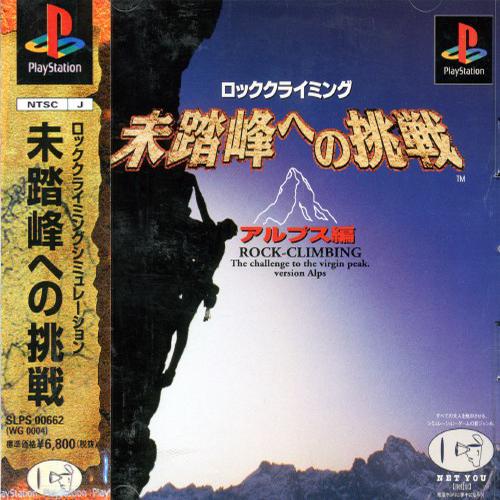 PlayStation
NTSC J
ロッククライミングシミュレーション
未踏峰への挑戦
SLPS 00662
(WG 0004)
標準価格¥6,800(税抜)
PlayStation
ロッククライミング
未踏峰への挑戦
TM
アルプス編
ROCK-CLIMBING
The challenge to the virgin peak.
version Alps
NET YOU